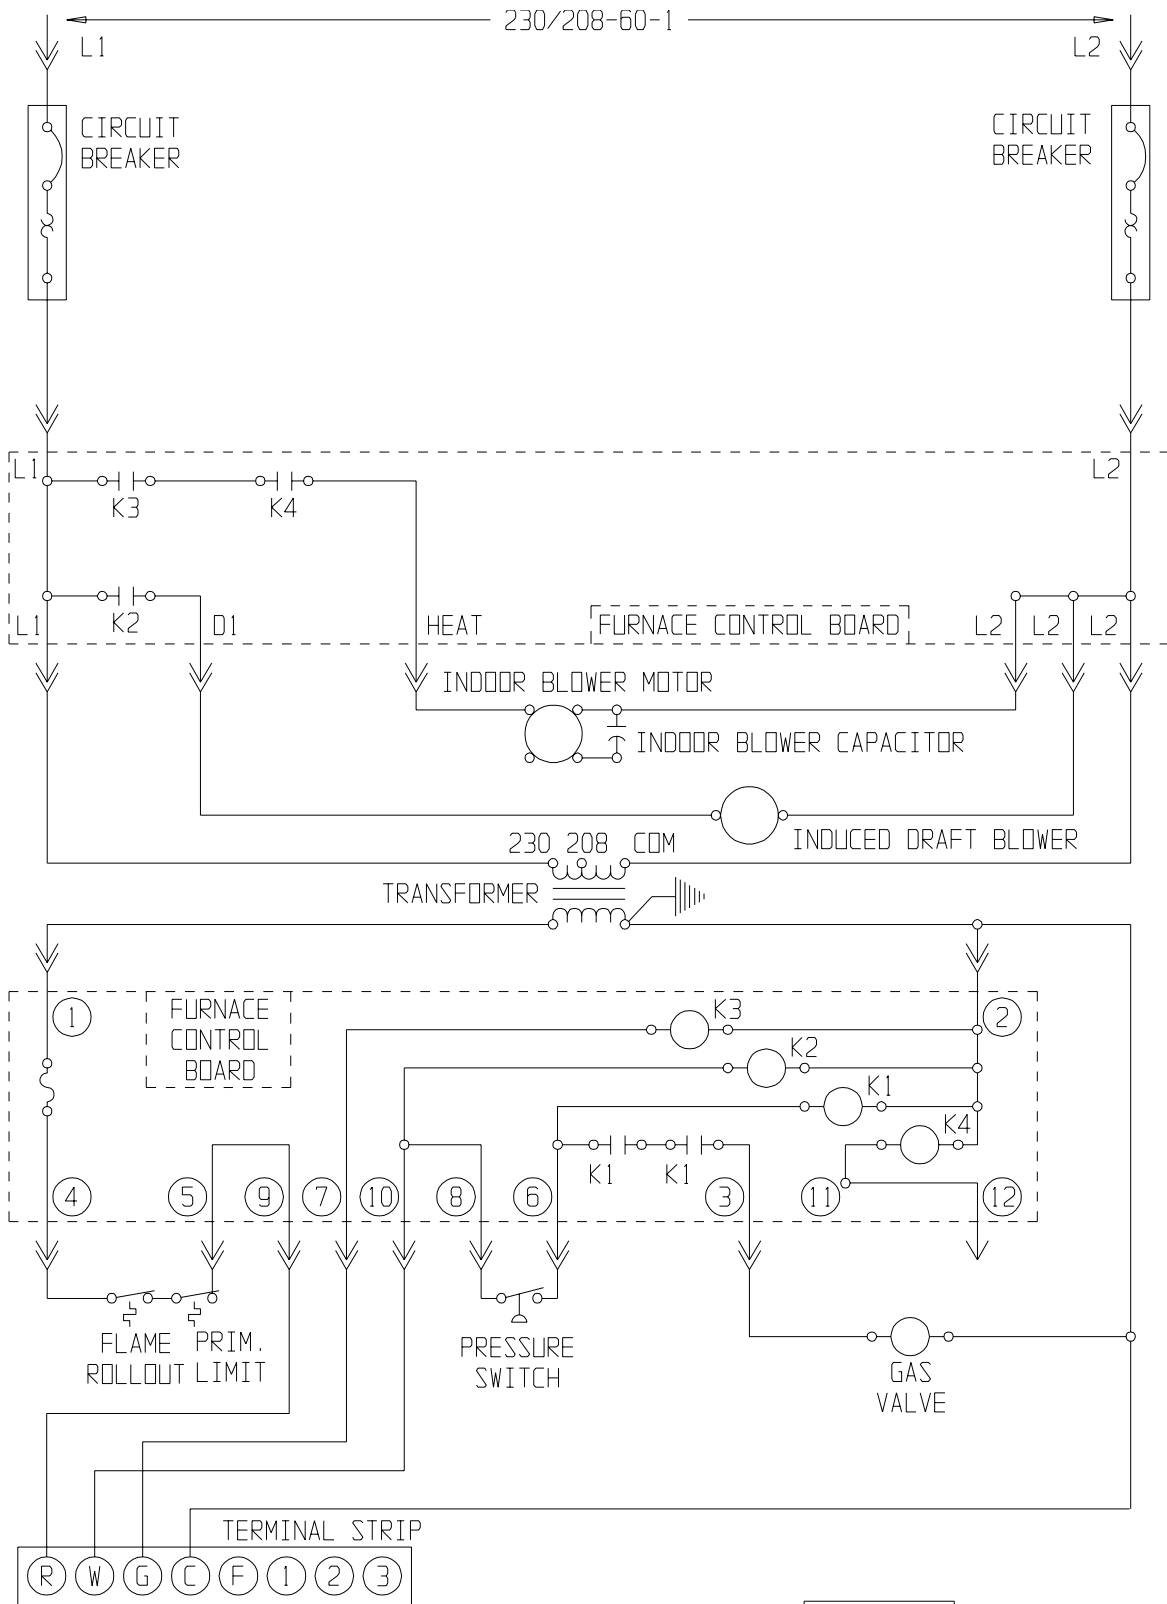 230/208-60-1
L1
L2
CIRCUIT
BREAKER
CIRCUIT
BREAKER
L1
L2
K3
K4
L1
K2
D1
HEAT
FURNACE CONTROL BOARD
L2
L2
L2
INDOOR BLOWER MOTOR
INDOOR BLOWER CAPACITOR
INDUCED DRAFT BLOWER
230 208 COM
TRANSFORMER
1
FURNACE
CONTROL
BOARD
K3
2
K2
K1
K4
K1
K1
4
5
9
7
10
8
6
3
11
12
FLAME
ROLLOUT
PRIM.
LIMIT
PRESSURE
SWITCH
GAS
VALVE
TERMINAL STRIP
R W G C F 1 2 3